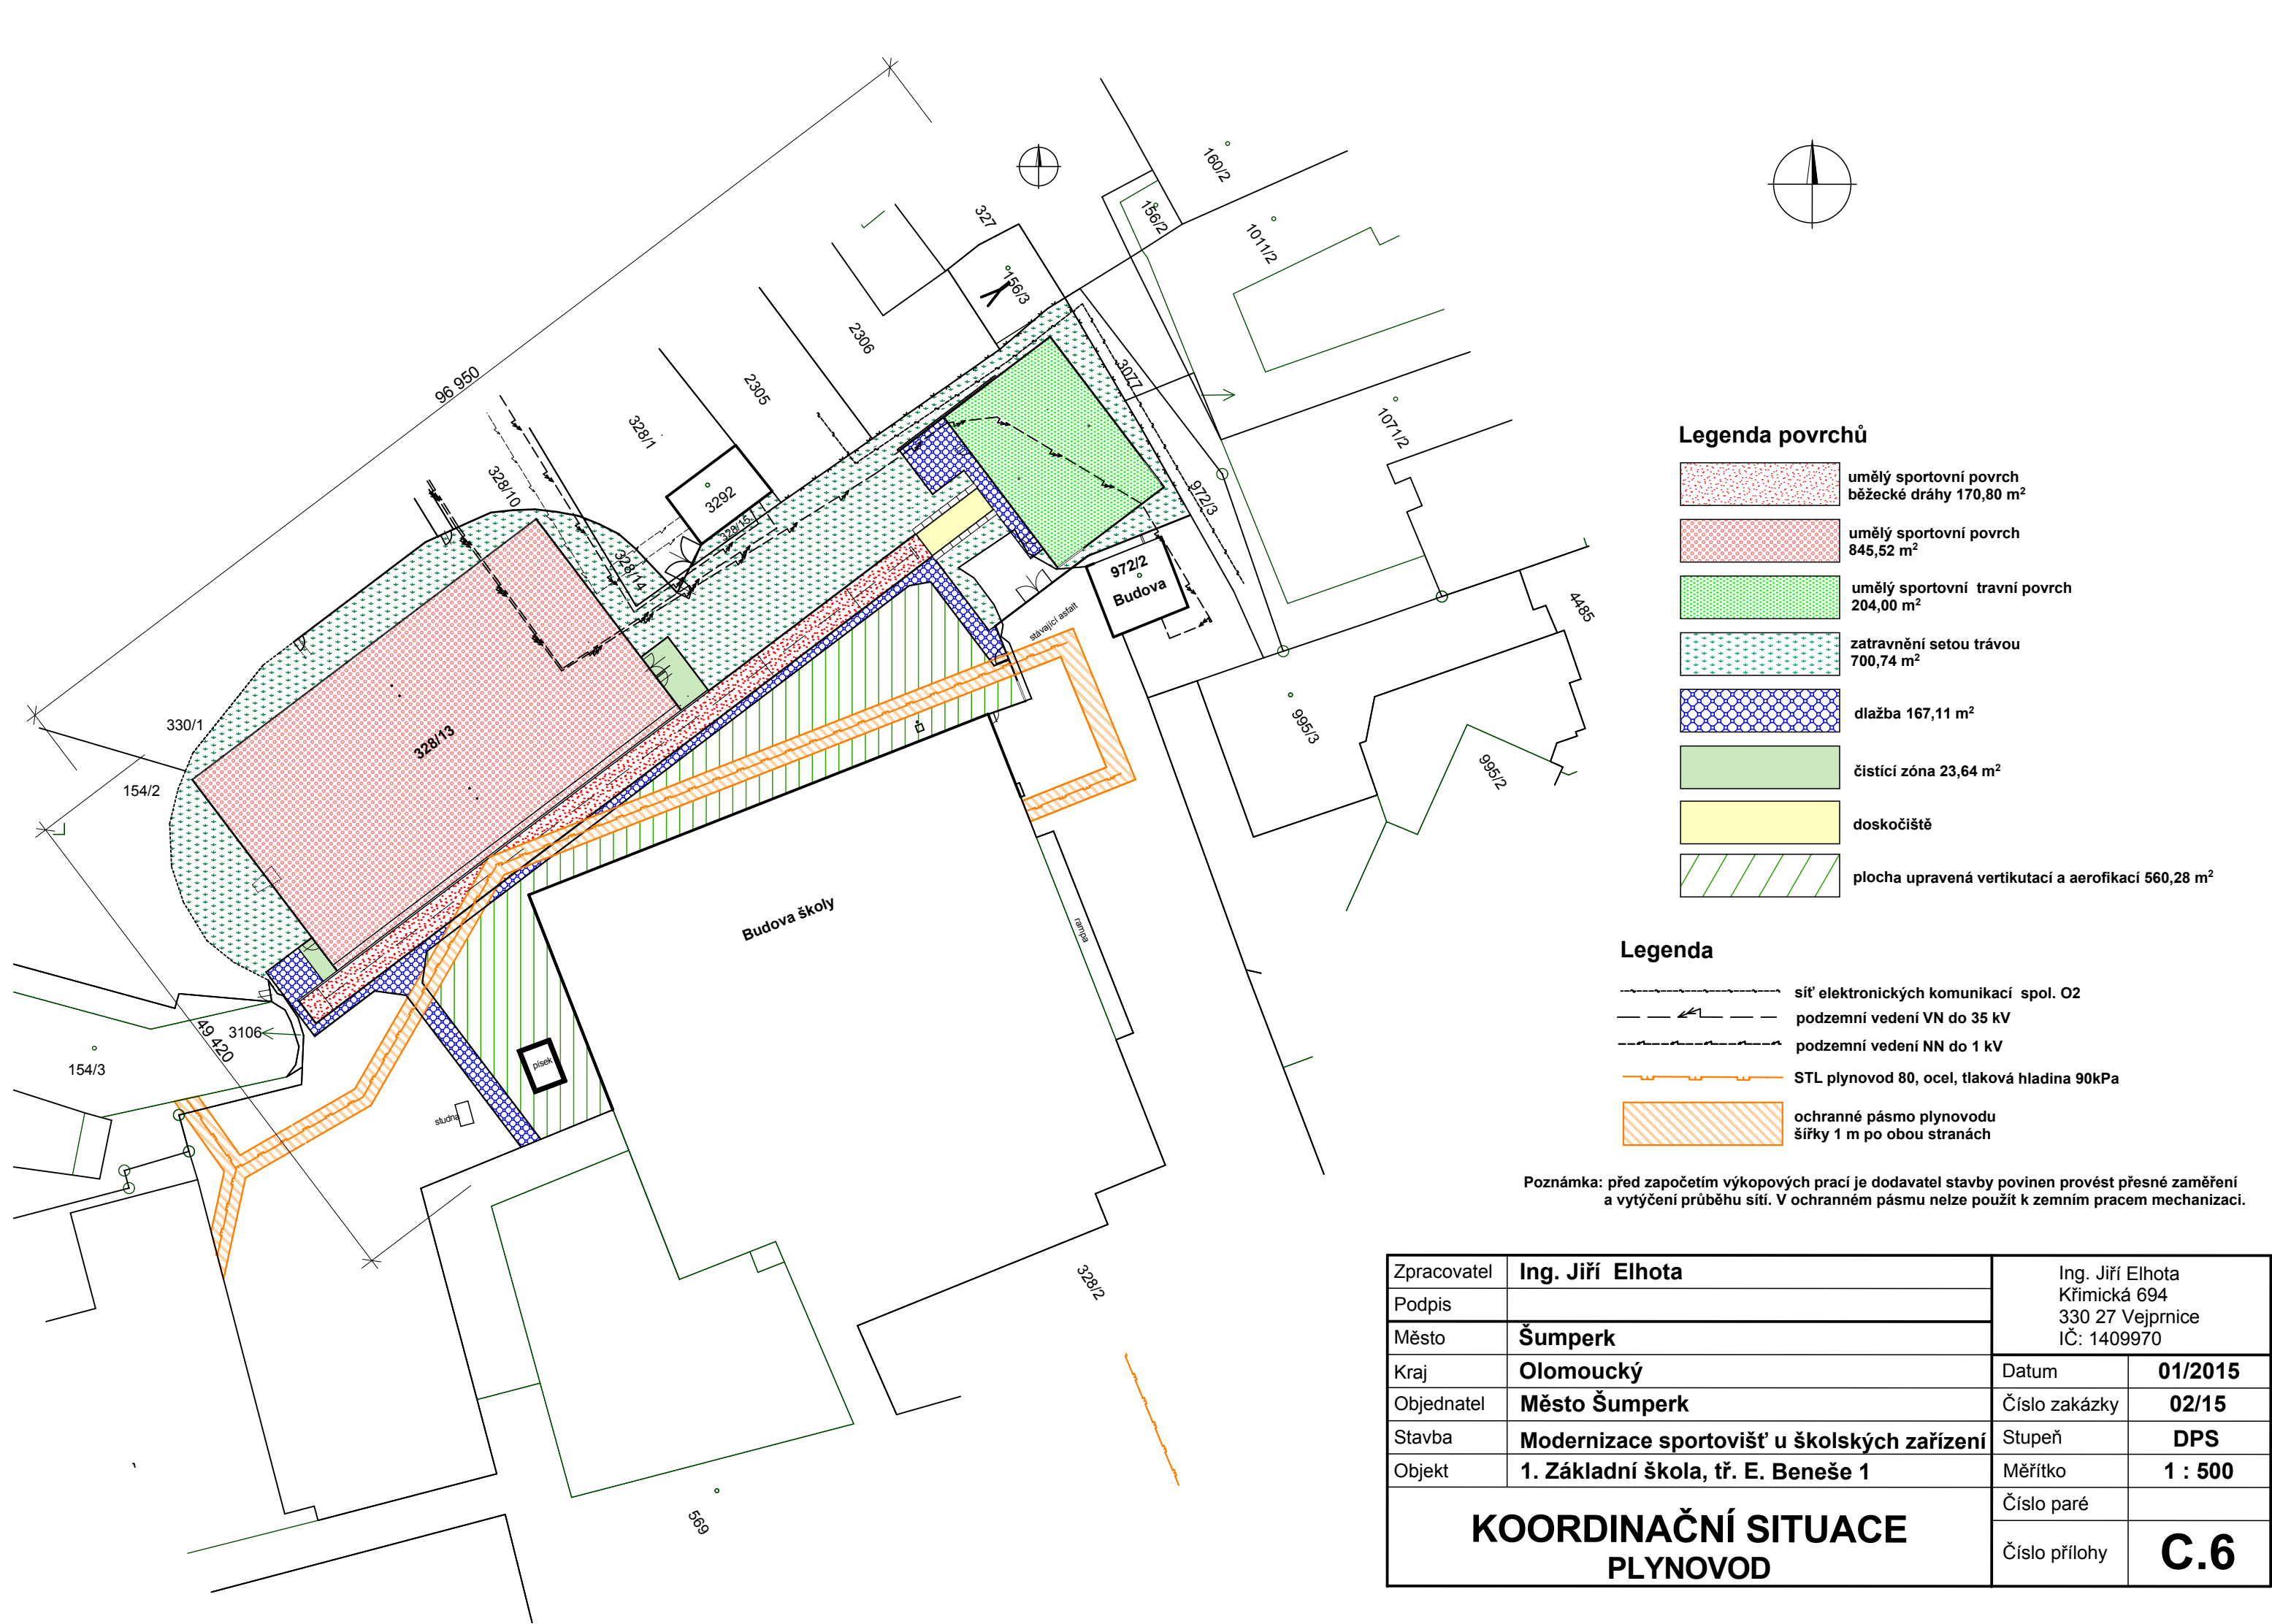 96 950
160/2
156/2
1011/2
327
156/3
2306
2305
328/1
3077
1071/2
328/10
3292
328/15
328/14
972/3
972/2
Budova
4485
stávající asfalt
330/1
328/13
154/2
995/3
995/2
Budova školy
rampa
49 420
3106
154/3
písek
studna
328/2
569
Legenda povrchů
umělý sportovní povrch
běžecké dráhy 170,80 m²
umělý sportovní povrch
845,52 m²
umělý sportovní travní povrch
204,00 m²
zatravnění setou trávou
700,74 m²
dlažba 167,11 m²
čistící zóna 23,64 m²
doskočiště
plocha upravená vertikutací a aerofikací 560,28 m²
Legenda
síť elektronických komunikací spol. O2
podzemní vedení VN do 35 kV
podzemní vedení NN do 1 kV
STL plynovod 80, ocel, tlaková hladina 90kPa
ochranné pásmo plynovodu
šířky 1 m po obou stranách
Poznámka: před započetím výkopových prací je dodavatel stavby povinen provést přesné zaměření
a vytýčení průběhu sítí. V ochranném pásmu nelze použít k zemním pracem mechanizaci.
Zpracovatel Ing. Jiří Elhota
Podpis
Město Šumperk
Kraj Olomoucký
Objednatel Město Šumperk
Stavba Modernizace sportovišť u školských zařízení
Objekt 1. Základní škola, tř. E. Beneše 1
KOORDINAČNÍ SITUACE
PLYNOVOD
Ing. Jiří Elhota
Křimická 694
330 27 Vejprnice
IČ: 1409970
Datum 01/2015
Číslo zakázky 02/15
Stupeň DPS
Měřítko 1 : 500
Číslo paré
Číslo přílohy C.6